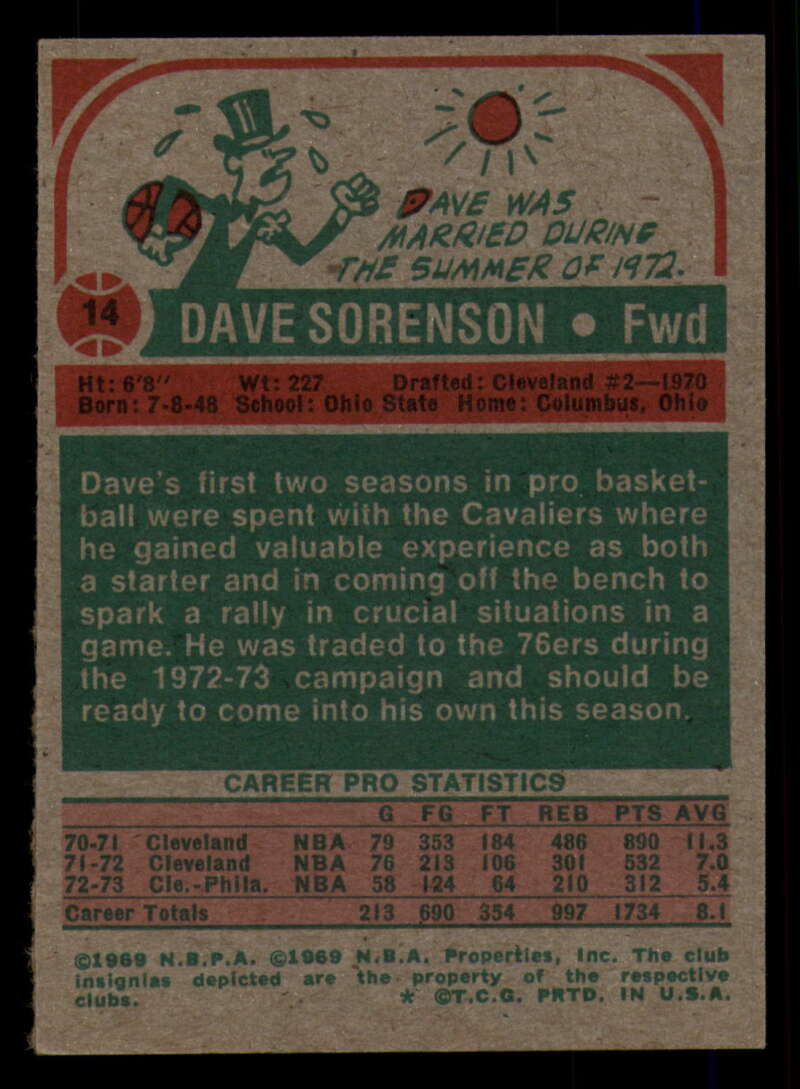 DAVE WAS
MARRIED DURING
THE SUMMER OF 1972.
14
DAVE SORENSON • Fwd
Ht: 6'8" Wt: 227 Drafted: Cleveland #2—1970
Born: 7-8-48 School: Ohio State Home: Columbus, Ohio
Dave's first two seasons in pro basket-
ball were spent with the Cavaliers where
he gained valuable experience as both
a starter and in coming off the bench to
spark a rally in crucial situations in a
game. He was traded to the 76ers during
the 1972-73 campaign and should be
ready to come into his own this season.
CAREER PRO STATISTICS
G FG FT REB PTS AVG
70-71 Cleveland NBA 79 353 184 486 890 11.3
71-72 Cleveland NBA 76 213 106 301 532 7.0
72-73 Cle.-Phila. NBA 58 124 64 210 312 5.4
Career Totals 213 690 354 997 1734 8.1
©1969 N.B.P.A. ©1969 N.B.A. Properties, Inc. The club
insignias depicted are the property of the respective
clubs. * ©T.C.G. PRTD. IN U.S.A.